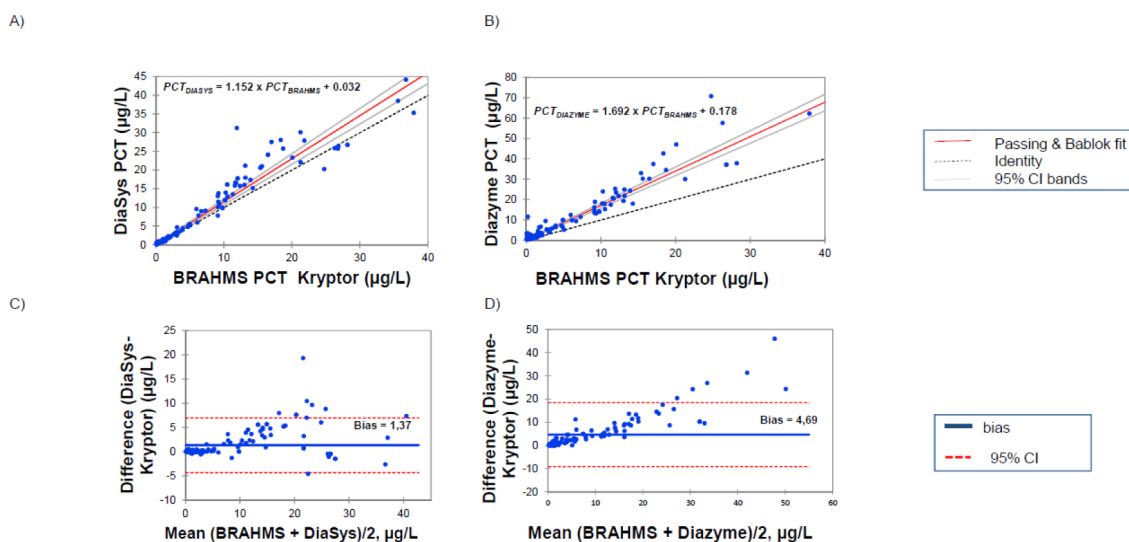 A)
B)
PCT_DIASYS = 1.152 x PCT_BRAHMS + 0.032
DiaSys PCT (µg/L)
45
40
35
30
25
20
15
10
5
0
0 10 20 30 40
BRAHMS PCT Kryptor (µg/L)
PCT_DIAZYME = 1.692 x PCT_BRAHMS + 0.178
Diazyme PCT (µg/L)
80
70
60
50
40
30
20
10
0
0 10 20 30 40
BRAHMS PCT Kryptor (µg/L)
Passing & Bablok fit
Identity
95% CI bands
C)
D)
Difference (DiaSys-
Kryptor) (µg/L)
25
20
15
10
5
0
-5
-10
Bias = 1,37
0 10 20 30 40
Mean (BRAHMS + DiaSys)/2, µg/L
Difference (Diazyme-
Kryptor) (µg/L)
50
40
30
20
10
0
-10
-20
Bias = 4,69
0 10 20 30 40 50 60
Mean (BRAHMS + Diazyme)/2, µg/L
bias
95% CI